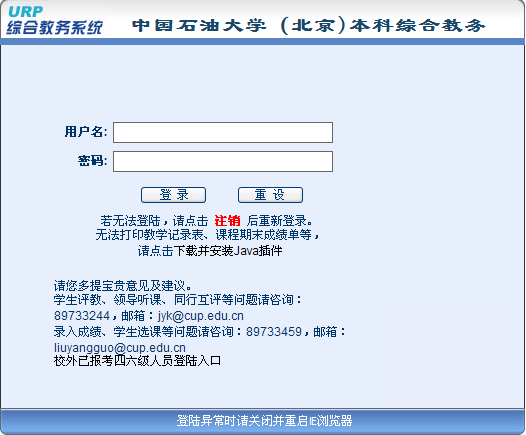 URP
综合教务系统
中国石油大学（北京)本科综合教务
用户名:
密码:
登 录 重 设
若无法登陆，请点击 注销 后重新登录。
无法打印教学记录表、课程期末成绩单等，
请点击下载并安装Java插件
请您多提宝贵意见及建议。
学生评教、领导听课、同行互评等问题请咨询：
89733244，邮箱：jyk@cup.edu.cn
录入成绩、学生选课等问题请咨询：89733459，邮箱：
liuyangguo@cup.edu.cn
校外已报考四六级人员登陆入口
登陆异常时请关闭并重启IE浏览器